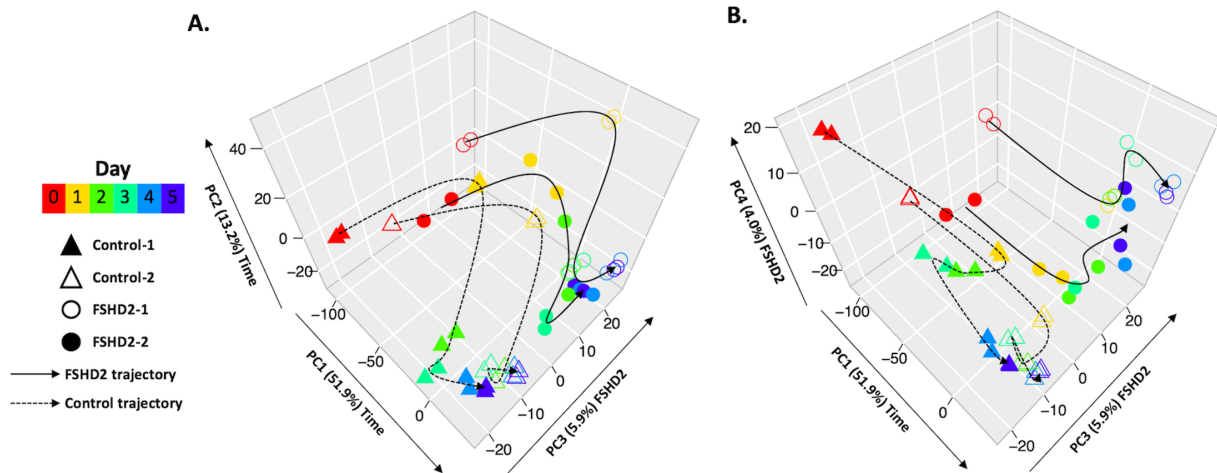 A.
B.
Day
0 1 2 3 4 5
Control-1
Control-2
FSHD2-1
FSHD2-2
FSHD2 trajectory
Control trajectory
PC2 (13.2%) Time
40
20
0
−20
−100
−50
0
PC1 (51.9%) Time
−20
−10
0
10
20
PC3 (5.9%) FSHD2
PC4 (4.0%) FSHD2
20
10
0
−10
−20
−100
−50
0
PC1 (51.9%) Time
−20
−10
0
10
20
PC3 (5.9%) FSHD2